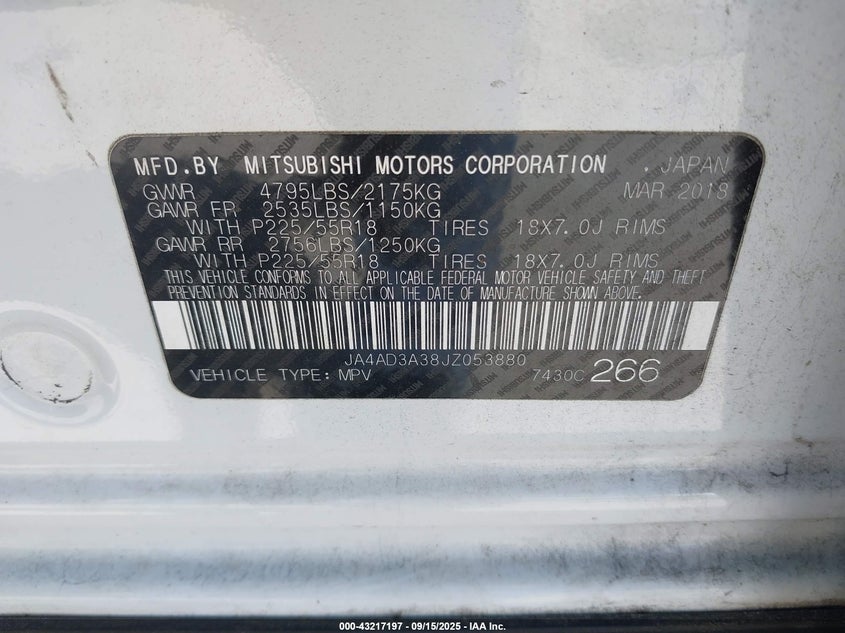 MFD.BY MITSUBISHI MOTORS CORPORATION . JAPAN
GVWR 4795LBS/2175KG MAR 2018
GAWR FR 2535LBS/1150KG
WITH P225/55R18 TIRES 18X7.0J RIMS
GAWR RR 2756LBS/1250KG
WITH P225/55R18 TIRES 18X7.0J RIMS
THIS VEHICLE CONFORMS TO ALL APPLICABLE FEDERAL MOTOR VEHICLE SAFETY AND THEFT
PREVENTION STANDARDS IN EFFECT ON THE DATE OF MANUFACTURE SHOWN ABOVE.
JA4AD3A38JZ053880
VEHICLE TYPE: MPV 7430C 266
000-43217197 - 09/15/2025 - IAA Inc.